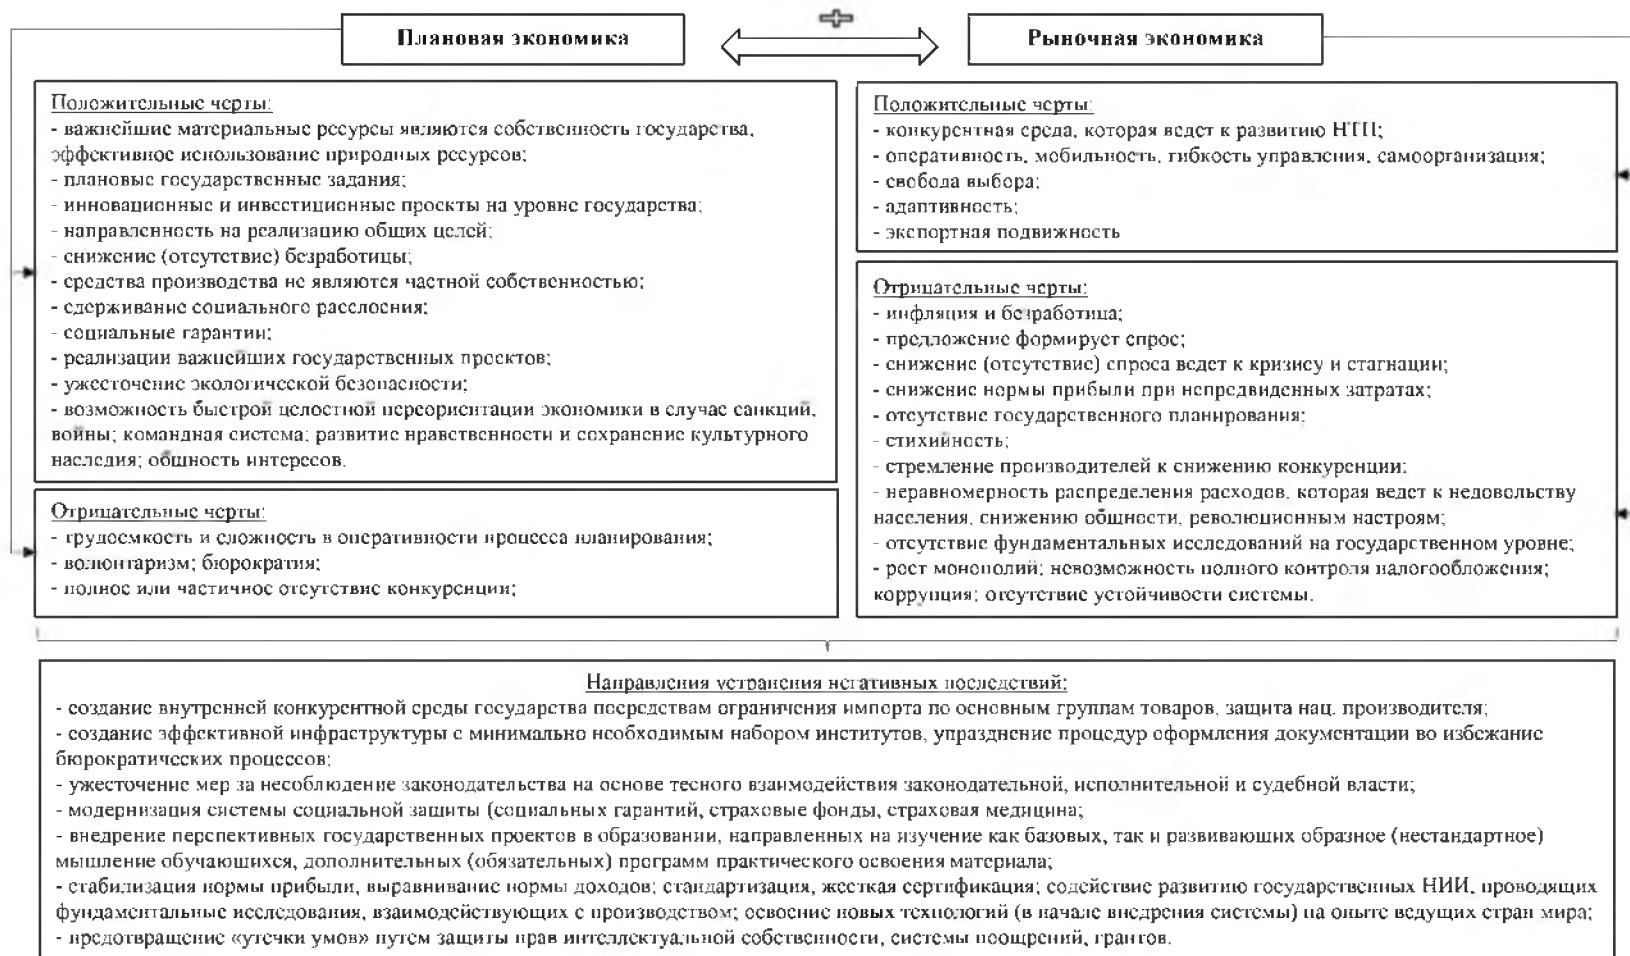 Плановая экономика
Рыночная экономика
Положительные черты:
- важнейшие материальные ресурсы являются собственность государства,
эффективное использование природных ресурсов;
- плановые государственные задания;
- инновационные и инвестиционные проекты на уровне государства;
- направленность на реализацию общих целей;
- снижение (отсутствие) безработицы;
- средства производства не являются частной собственностью;
- сдерживание социального расслоения;
- социальные гарантии;
- реализации важнейших государственных проектов;
- ужесточение экологической безопасности;
- возможность быстрой целостной переориентации экономики в случае санкций,
войны; командная система; развитие нравственности и сохранение культурного
наследия; общность интересов.
Отрицательные черты:
- трудоемкость и сложность в оперативности процесса планирования;
- волюнтаризм; бюрократия;
- полное или частичное отсутствие конкуренции;
Положительные черты:
- конкурентная среда, которая ведет к развитию НТП;
- оперативность, мобильность, гибкость управления, самоорганизация;
- свобода выбора;
- адаптивность;
- экспортная подвижность
Отрицательные черты:
- инфляция и безработица;
- предложение формирует спрос;
- снижение (отсутствие) спроса ведет к кризису и стагнации;
- снижение нормы прибыли при непредвиденных затратах;
- отсутствие государственного планирования;
- стихийность;
- стремление производителей к снижению конкуренции;
- неравномерность распределения расходов, которая ведет к недовольству
населения, снижению общности, революционным настроям;
- отсутствие фундаментальных исследований на государственном уровне;
- рост монополий; невозможность полного контроля налогообложения;
коррупция; отсутствие устойчивости системы.
Направления устранения негативных последствий:
- создание внутренней конкурентной среды государства посредствам ограничения импорта по основным группам товаров, защита нац. производителя;
- создание эффективной инфраструктуры с минимально необходимым набором институтов, упразднение процедур оформления документации во избежание
бюрократических процессов;
- ужесточение мер за несоблюдение законодательства на основе тесного взаимодействия законодательной, исполнительной и судебной власти;
- модернизация системы социальной защиты (социальных гарантий, страховые фонды, страховая медицина;
- внедрение перспективных государственных проектов в образовании, направленных на изучение как базовых, так и развивающих образное (нестандартное)
мышление обучающихся, дополнительных (обязательных) программ практического освоения материала;
- стабилизация нормы прибыли, выравнивание нормы доходов; стандартизация, жесткая сертификация; содействие развитию государственных НИИ, проводящих
фундаментальные исследования, взаимодействующих с производством; освоение новых технологий (в начале внедрения системы) на опыте ведущих стран мира;
- предотвращение «утечки умов» путем защиты прав интеллектуальной собственности, системы поощрений, грантов.